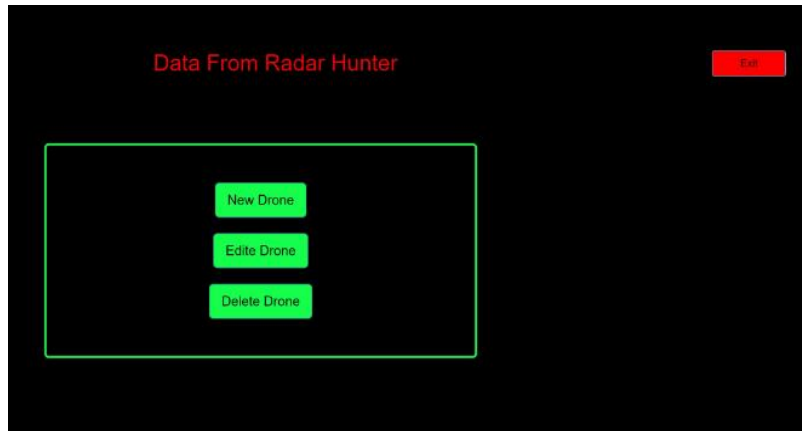 Data From Radar Hunter
Exit
New Drone
Edite Drone
Delete Drone